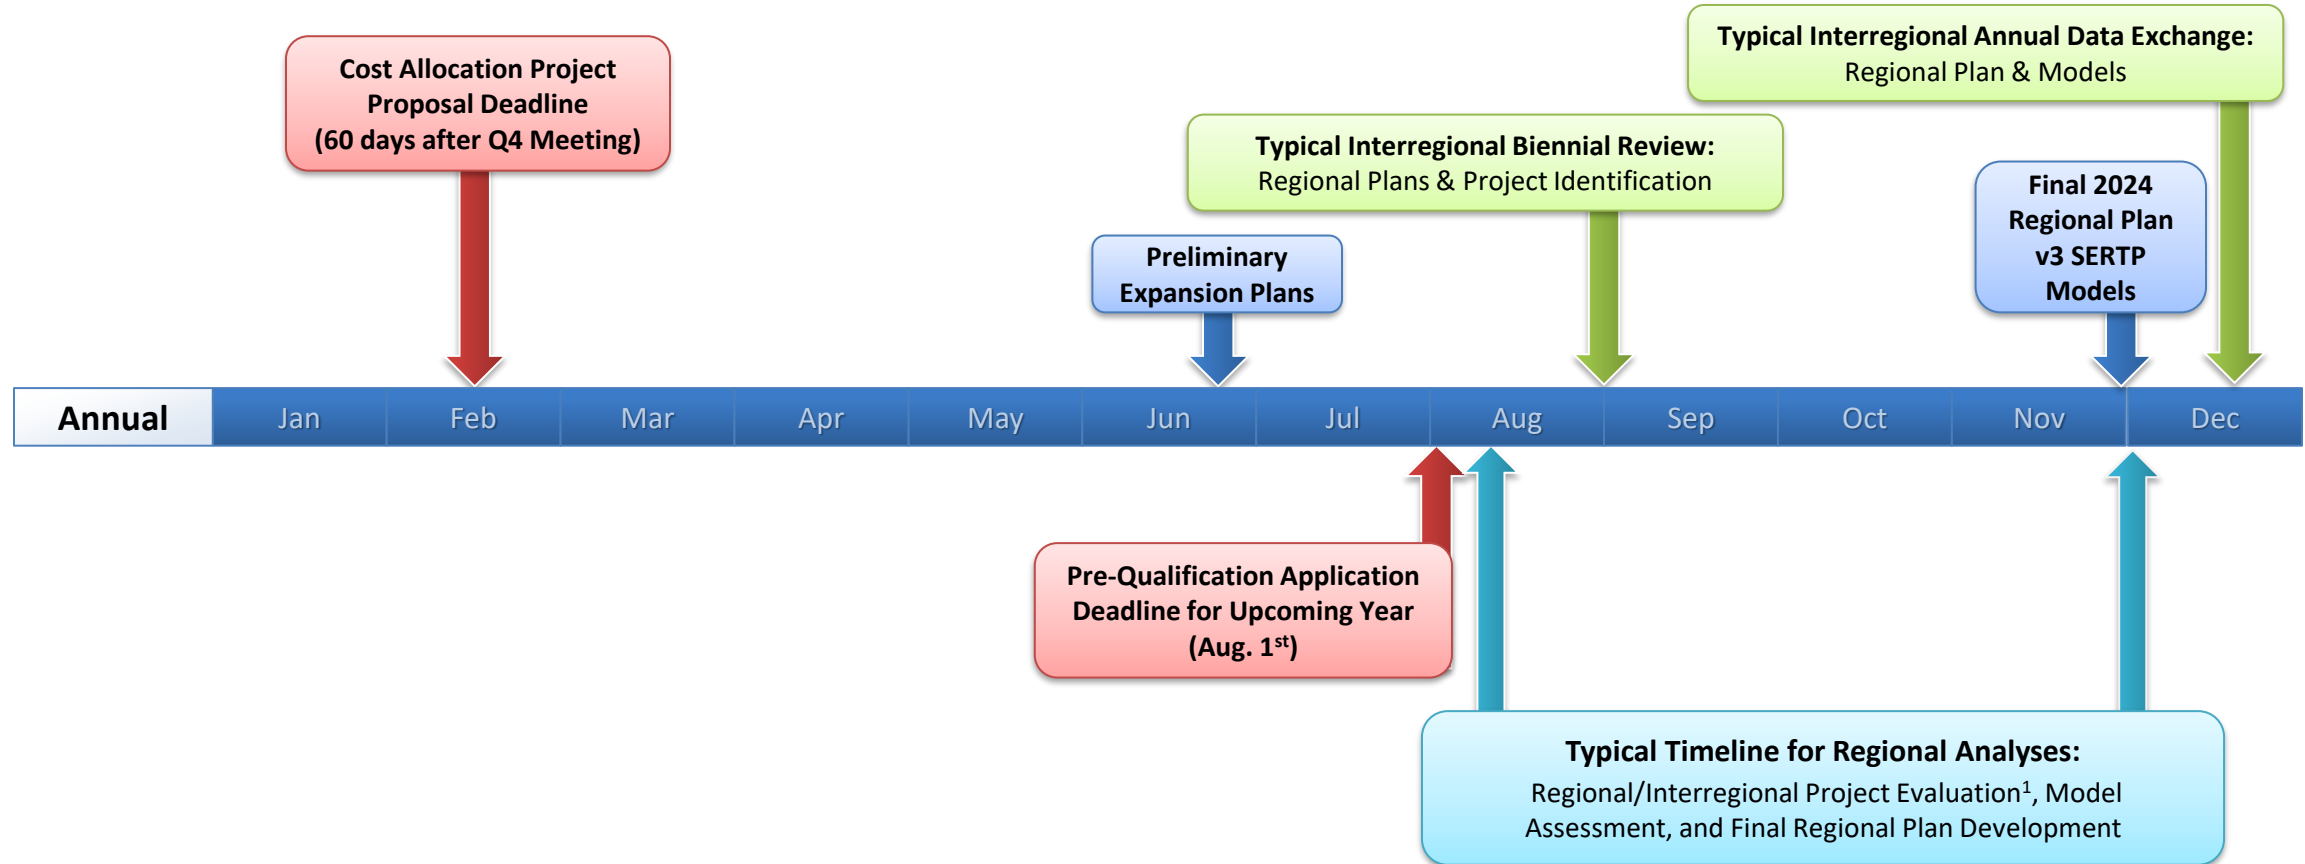 Typical Interregional Annual Data Exchange:
Regional Plan & Models
Cost Allocation Project
Proposal Deadline
(60 days after Q4 Meeting)
Typical Interregional Biennial Review:
Regional Plans & Project Identification
Final 2024
Regional Plan
v3 SERTP
Models
Preliminary
Expansion Plans
Annual Jan Feb Mar Apr May Jun Jul Aug Sep Oct Nov Dec
Pre-Qualification Application
Deadline for Upcoming Year
(Aug. 1st)
Typical Timeline for Regional Analyses:
Regional/Interregional Project Evaluation1, Model
Assessment, and Final Regional Plan Development